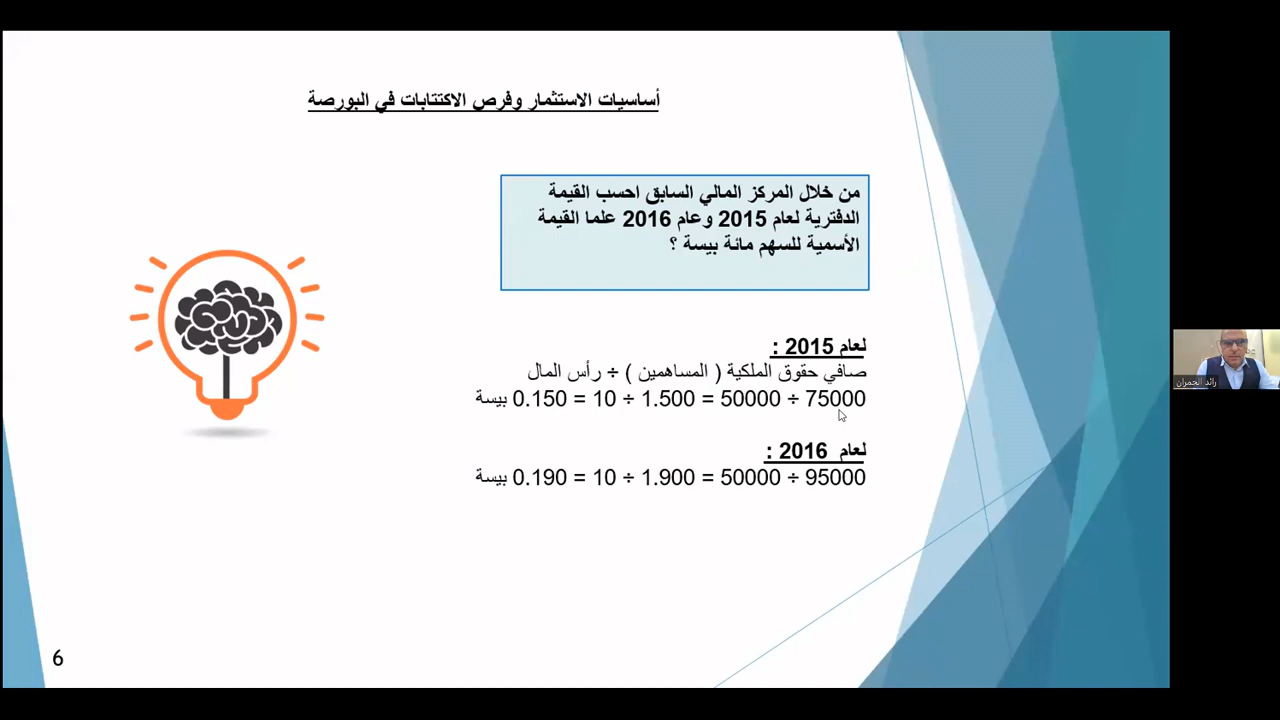 أساسيات الاستثمار وفرص الاكتتابات في البورصة
من خلال المركز المالي السابق احسب القيمة
الدفترية لعام 2015 وعام 2016 علما القيمة
الأسمية للسهم مائة بيسة ؟
لعام 2015 :
صافي حقوق الملكية ( المساهمين ) ÷ رأس المال
75000 ÷ 50000 = 1.500 ÷ 10 = 0.150 بيسة
لعام 2016 :
95000 ÷ 50000 = 1.900 ÷ 10 = 0.190 بيسة
6
رائد الجمران